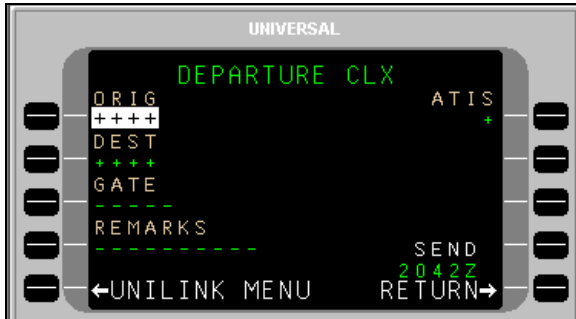 UNIVERSAL
DEPARTURE CLX
ORIG ATIS
++++ +
DEST
++++
GATE
-----
REMARKS
----------
SEND
2042Z
←UNILINK MENU RETURN→